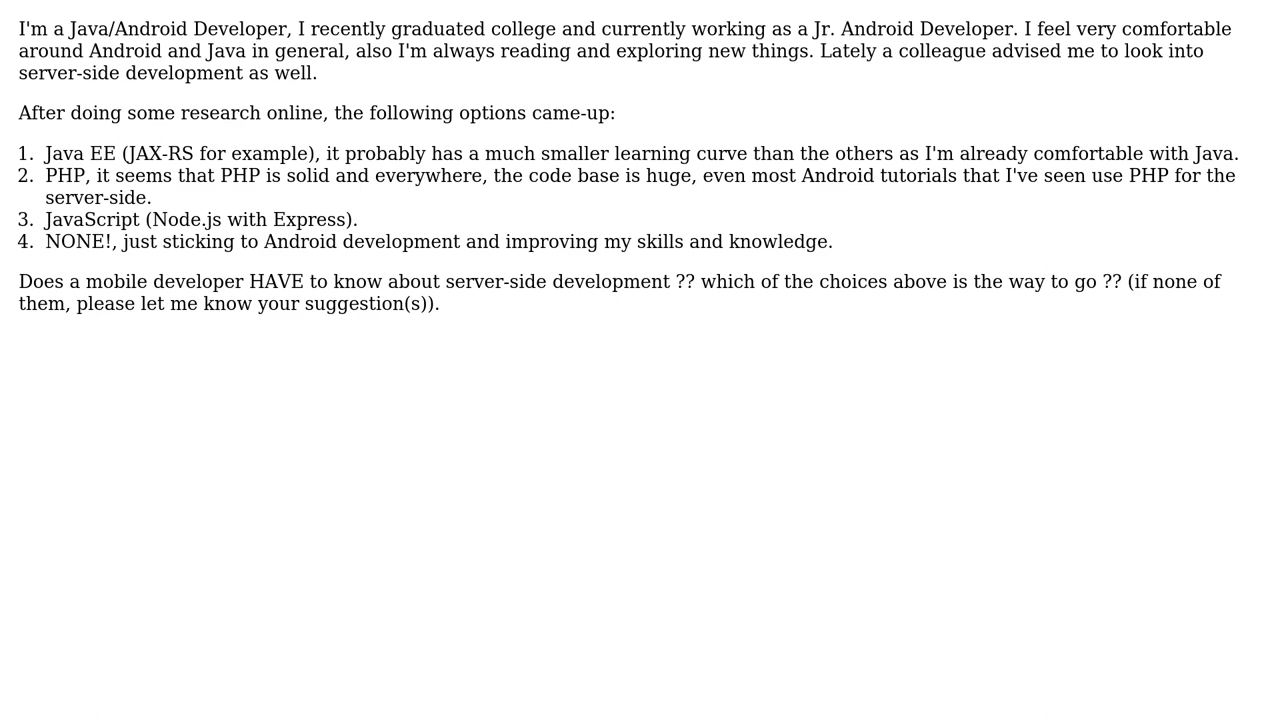 I'm a Java/Android Developer, I recently graduated college and currently working as a Jr. Android Developer. I feel very comfortable
around Android and Java in general, also I'm always reading and exploring new things. Lately a colleague advised me to look into
server-side development as well.
After doing some research online, the following options came-up:
1. Java EE (JAX-RS for example), it probably has a much smaller learning curve than the others as I'm already comfortable with Java.
2. PHP, it seems that PHP is solid and everywhere, the code base is huge, even most Android tutorials that I've seen use PHP for the
server-side.
3. JavaScript (Node.js with Express).
4. NONE!, just sticking to Android development and improving my skills and knowledge.
Does a mobile developer HAVE to know about server-side development ?? which of the choices above is the way to go ?? (if none of
them, please let me know your suggestion(s)).